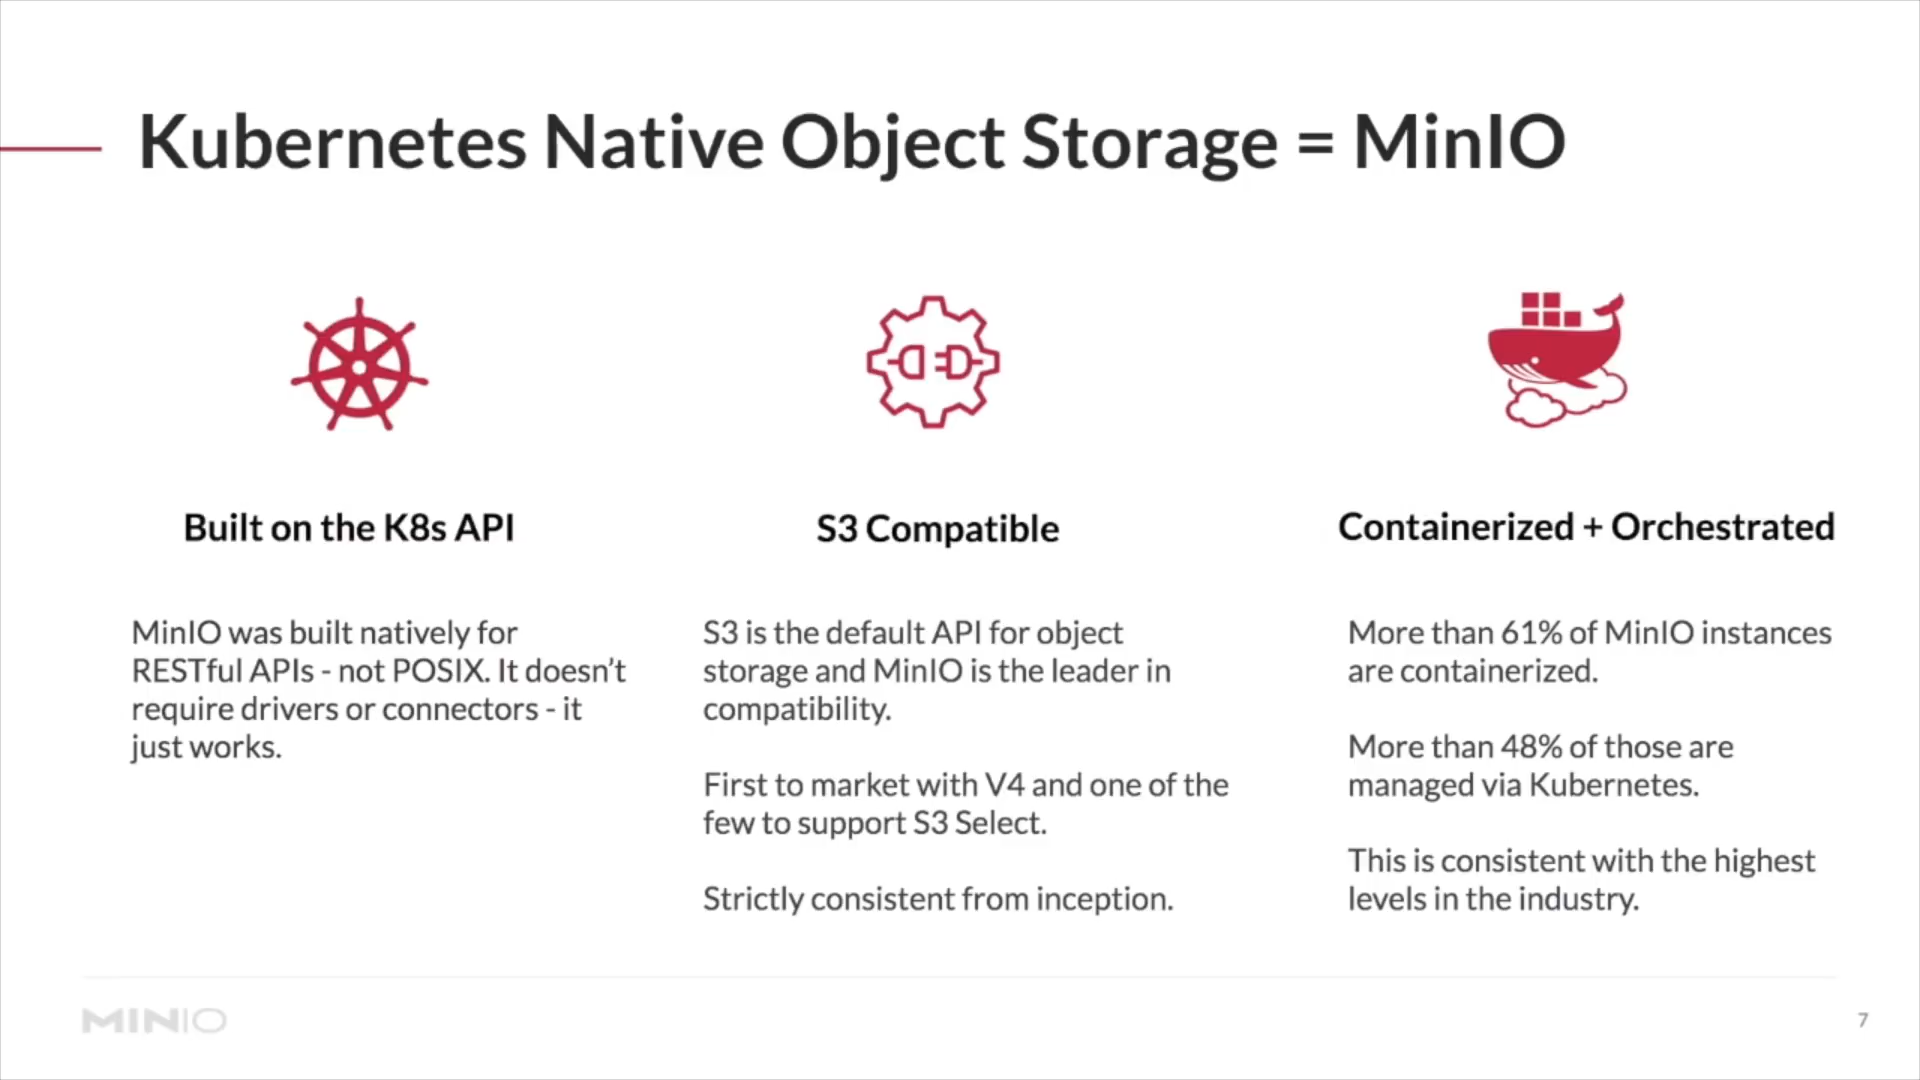 Kubernetes Native Object Storage = MinIO
Built on the K8s API
MinIO was built natively for
RESTful APIs - not POSIX. It doesn’t
require drivers or connectors - it
just works.
S3 Compatible
S3 is the default API for object
storage and MinIO is the leader in
compatibility.
First to market with V4 and one of the
few to support S3 Select.
Strictly consistent from inception.
Containerized + Orchestrated
More than 61% of MinIO instances
are containerized.
More than 48% of those are
managed via Kubernetes.
This is consistent with the highest
levels in the industry.
MINIO
7